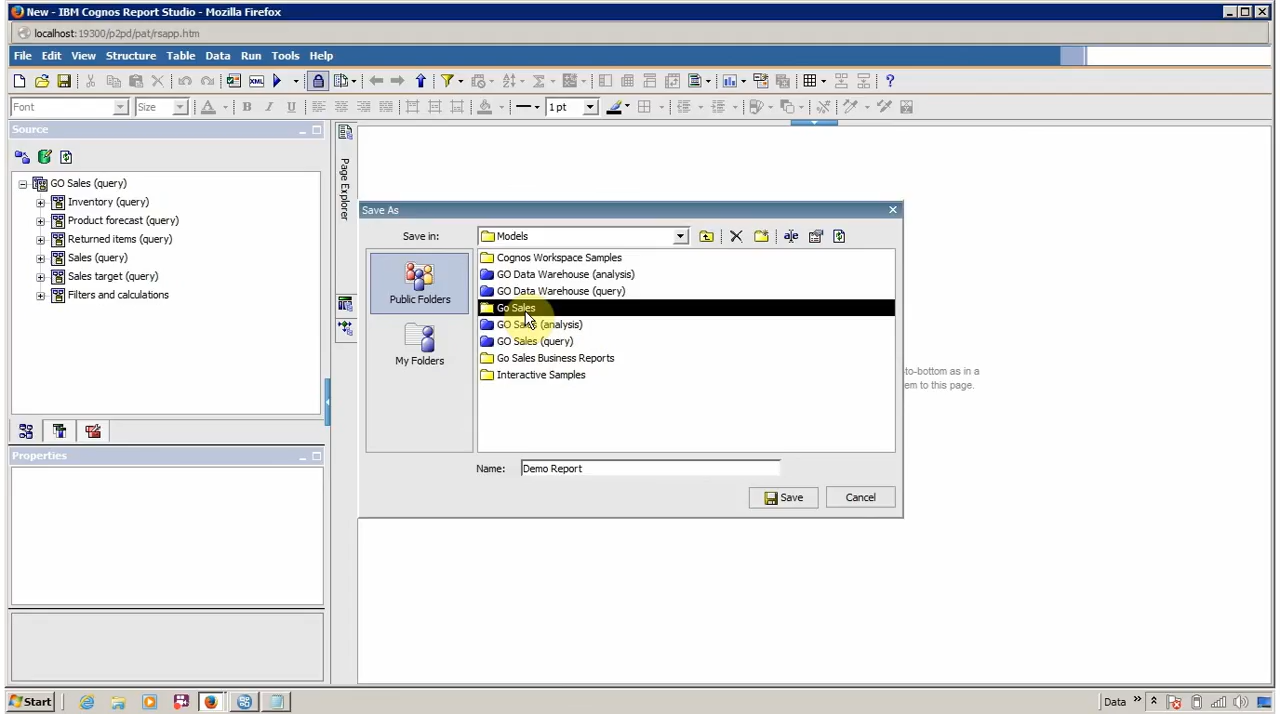 New - IBM Cognos Report Studio - Mozilla Firefox
localhost:19300/p2pd/pat/rsapp.htm
File Edit View Structure Table Data Run Tools Help
Font Size B I U 1 pt
Source
GO Sales (query)
Inventory (query)
Product forecast (query)
Returned items (query)
Sales (query)
Sales target (query)
Filters and calculations
Properties
Page Explorer
Save As
Save in: Models
Public Folders
My Folders
Cognos Workspace Samples
GO Data Warehouse (analysis)
GO Data Warehouse (query)
Go Sales
GO Sales (analysis)
GO Sales (query)
Go Sales Business Reports
Interactive Samples
Name: Demo Report
Save Cancel
-to-bottom as in a
em to this page.
Start Data